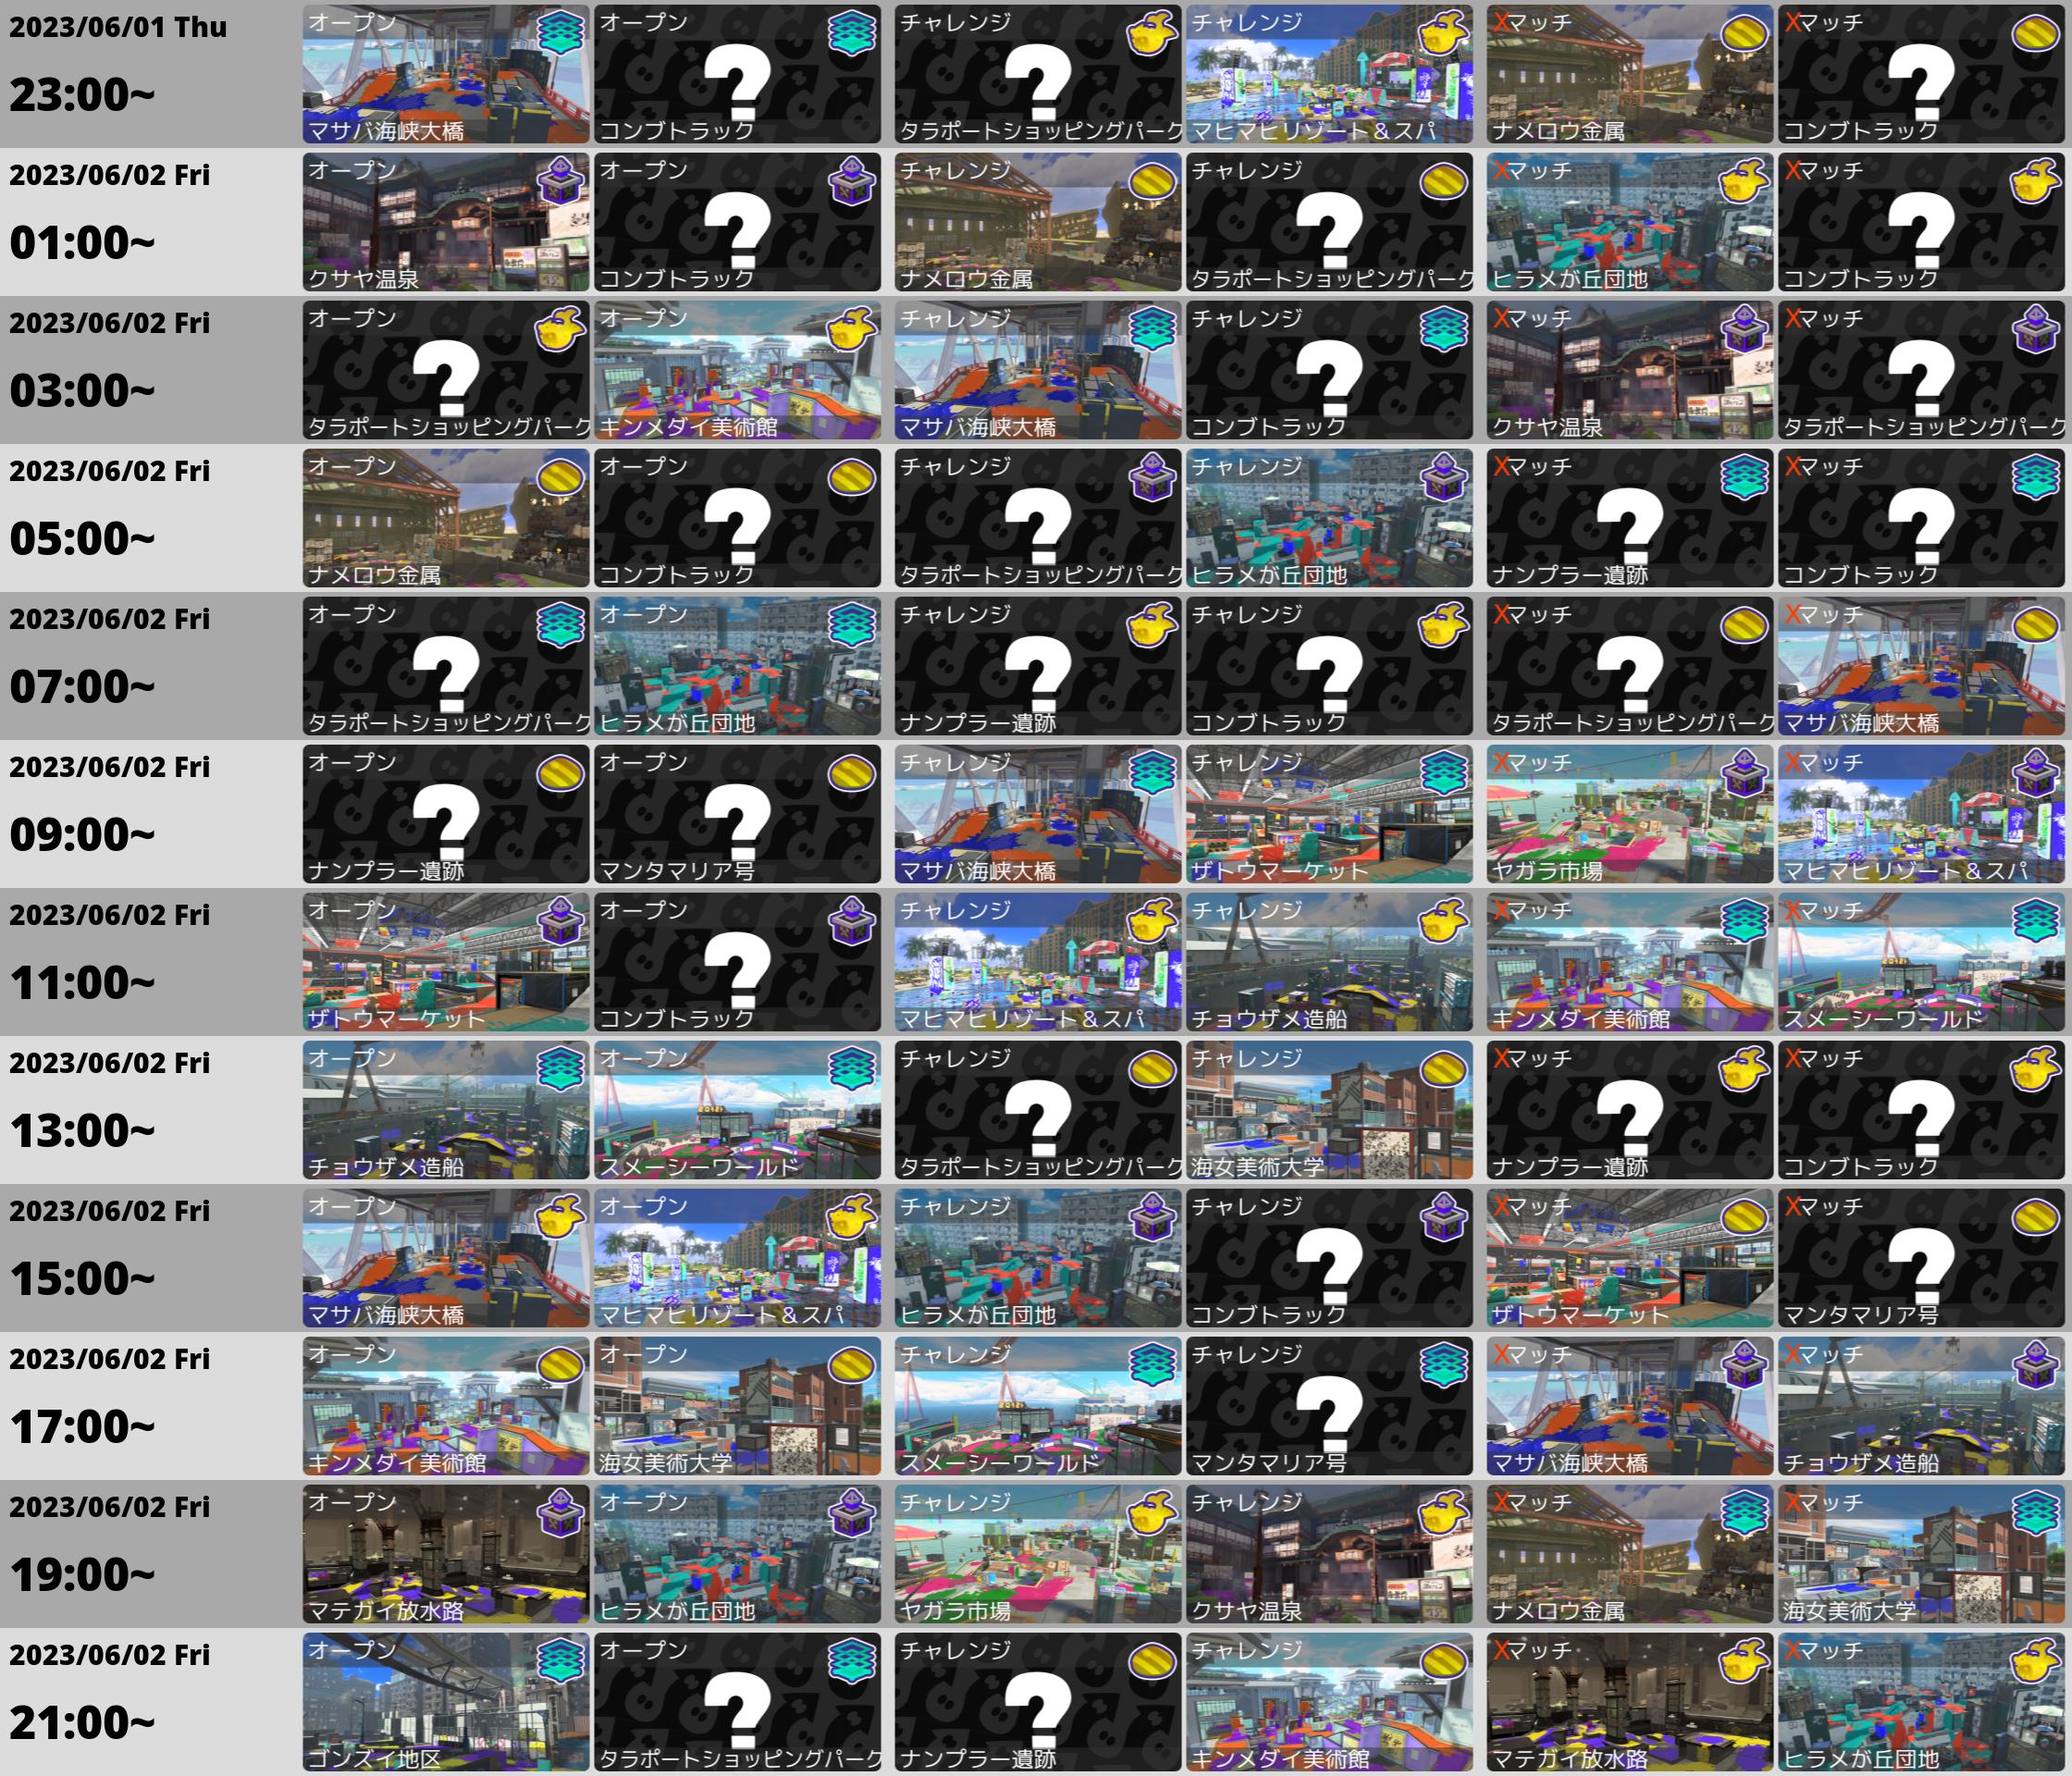 2023/06/01 Thu
23:00~
オープン
マサバ海峡大橋
オープン
コンブトラック
チャレンジ
タラポートショッピングパーク
チャレンジ
マヒマヒリゾート&スパ
Xマッチ
ナメロウ金属
Xマッチ
コンブトラック
2023/06/02 Fri
01:00~
オープン
クサヤ温泉
オープン
コンブトラック
チャレンジ
ナメロウ金属
チャレンジ
タラポートショッピングパーク
Xマッチ
ヒラメが丘団地
Xマッチ
コンブトラック
2023/06/02 Fri
03:00~
オープン
タラポートショッピングパーク
オープン
キンメダイ美術館
チャレンジ
マサバ海峡大橋
チャレンジ
コンブトラック
Xマッチ
クサヤ温泉
Xマッチ
タラポートショッピングパーク
2023/06/02 Fri
05:00~
オープン
ナメロウ金属
オープン
コンブトラック
チャレンジ
タラポートショッピングパーク
チャレンジ
ヒラメが丘団地
Xマッチ
ナンプラー遺跡
Xマッチ
コンブトラック
2023/06/02 Fri
07:00~
オープン
タラポートショッピングパーク
オープン
ヒラメが丘団地
チャレンジ
ナンプラー遺跡
チャレンジ
コンブトラック
Xマッチ
タラポートショッピングパーク
Xマッチ
マサバ海峡大橋
2023/06/02 Fri
09:00~
オープン
ナンプラー遺跡
オープン
マンタマリア号
チャレンジ
マサバ海峡大橋
チャレンジ
ザトウマーケット
Xマッチ
ヤガラ市場
Xマッチ
マヒマヒリゾート&スパ
2023/06/02 Fri
11:00~
オープン
ザトウマーケット
オープン
コンブトラック
チャレンジ
マヒマヒリゾート&スパ
チャレンジ
チョウザメ造船
Xマッチ
キンメダイ美術館
Xマッチ
スメーシーワールド
2023/06/02 Fri
13:00~
オープン
チョウザメ造船
オープン
スメーシーワールド
チャレンジ
タラポートショッピングパーク
チャレンジ
海女美術大学
Xマッチ
ナンプラー遺跡
Xマッチ
コンブトラック
2023/06/02 Fri
15:00~
オープン
マサバ海峡大橋
オープン
マヒマヒリゾート&スパ
チャレンジ
ヒラメが丘団地
チャレンジ
コンブトラック
Xマッチ
ザトウマーケット
Xマッチ
マンタマリア号
2023/06/02 Fri
17:00~
オープン
キンメダイ美術館
オープン
海女美術大学
チャレンジ
スメーシーワールド
チャレンジ
マンタマリア号
Xマッチ
マサバ海峡大橋
Xマッチ
チョウザメ造船
2023/06/02 Fri
19:00~
オープン
マテガイ放水路
オープン
ヒラメが丘団地
チャレンジ
ヤガラ市場
チャレンジ
クサヤ温泉
Xマッチ
ナメロウ金属
Xマッチ
海女美術大学
2023/06/02 Fri
21:00~
オープン
ゴンズイ地区
オープン
タラポートショッピングパーク
チャレンジ
ナンプラー遺跡
チャレンジ
キンメダイ美術館
Xマッチ
マテガイ放水路
Xマッチ
ヒラメが丘団地